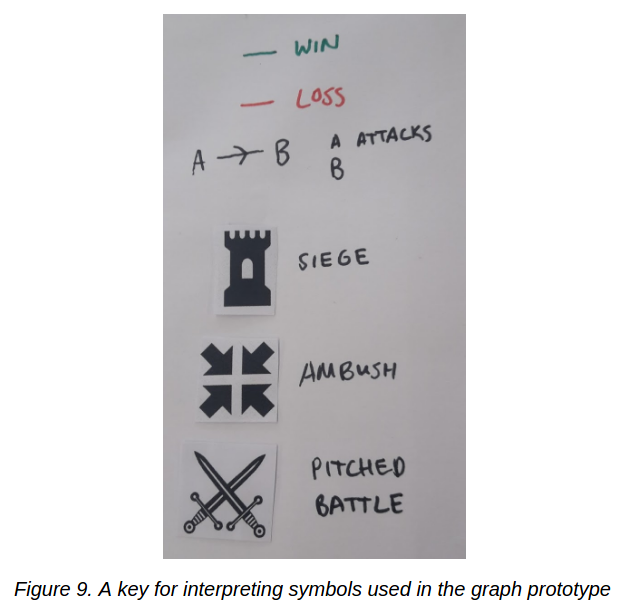 WIN
LOSS
A → B A ATTACKS
B
SIEGE
AMBUSH
PITCHED
BATTLE
Figure 9. A key for interpreting symbols used in the graph prototype